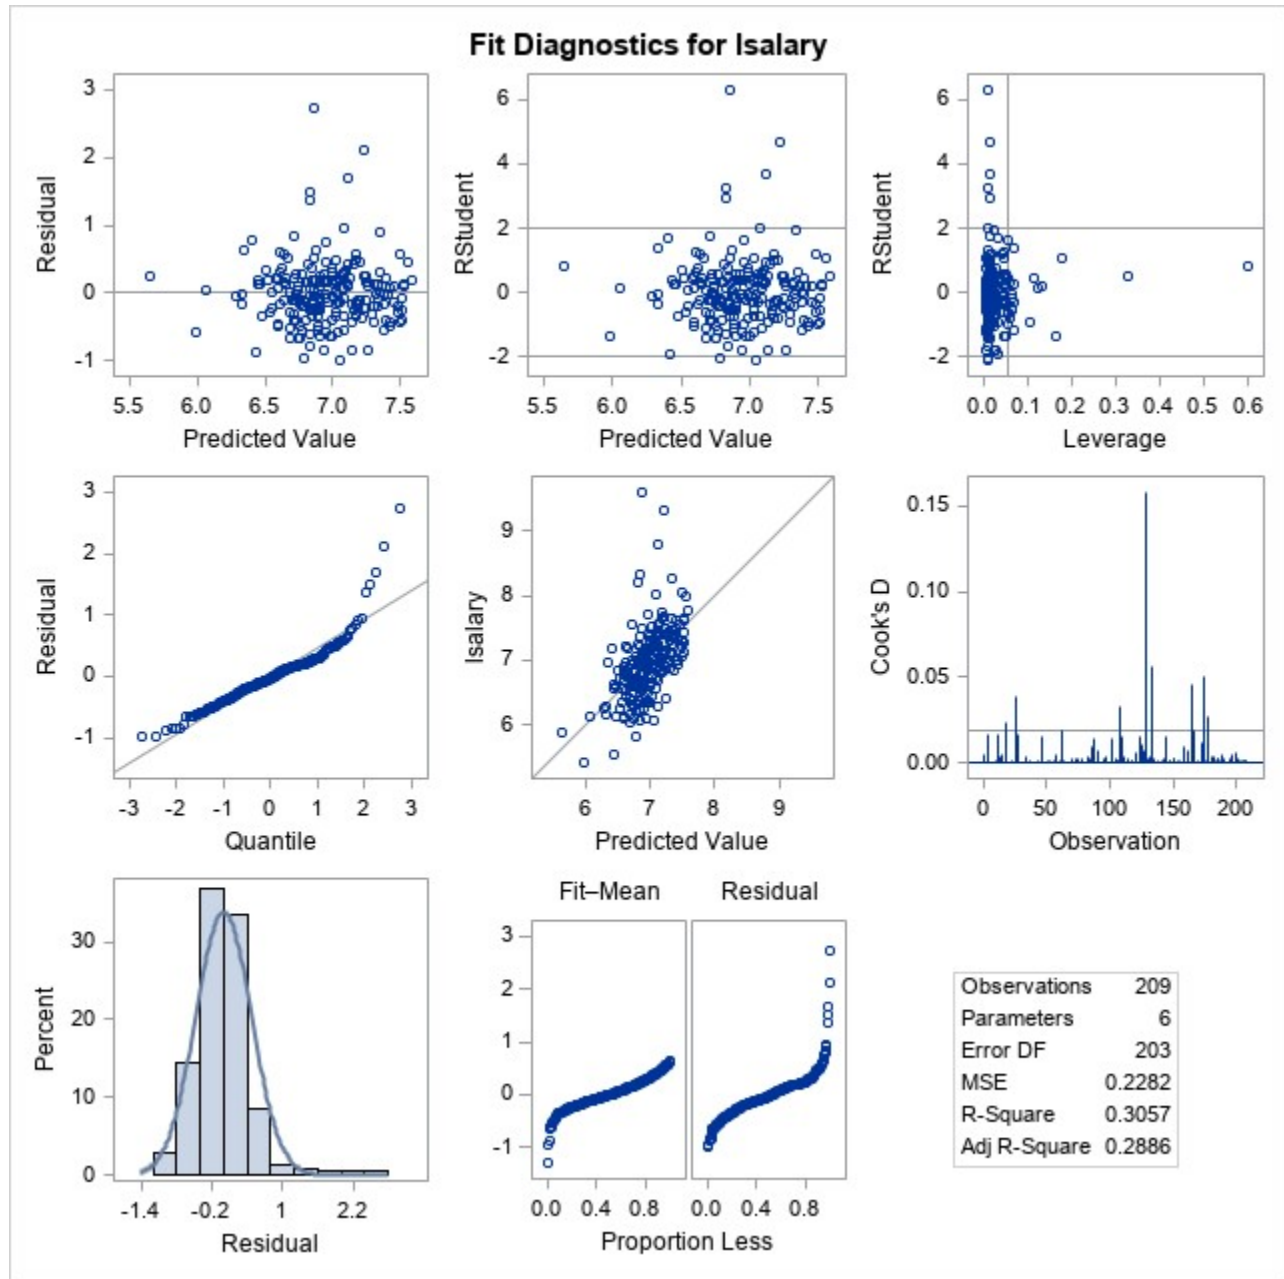 Fit Diagnostics for lsalary
3
2
1
0
-1
Residual
5.5 6.0 6.5 7.0 7.5
Predicted Value
6
4
2
0
-2
RStudent
5.5 6.0 6.5 7.0 7.5
Predicted Value
6
4
2
0
-2
RStudent
0.0 0.1 0.2 0.3 0.4 0.5 0.6
Leverage
3
2
1
0
-1
Residual
-3 -2 -1 0 1 2 3
Quantile
9
8
7
6
lsalary
6 7 8 9
Predicted Value
0.15
0.10
0.05
0.00
Cook's D
0 50 100 150 200
Observation
30
20
10
0
Percent
-1.4 -0.2 1 2.2
Residual
Fit–Mean Residual
3
2
1
0
-1
0.0 0.4 0.8 0.0 0.4 0.8
Proportion Less
Observations 209
Parameters 6
Error DF 203
MSE 0.2282
R-Square 0.3057
Adj R-Square 0.2886